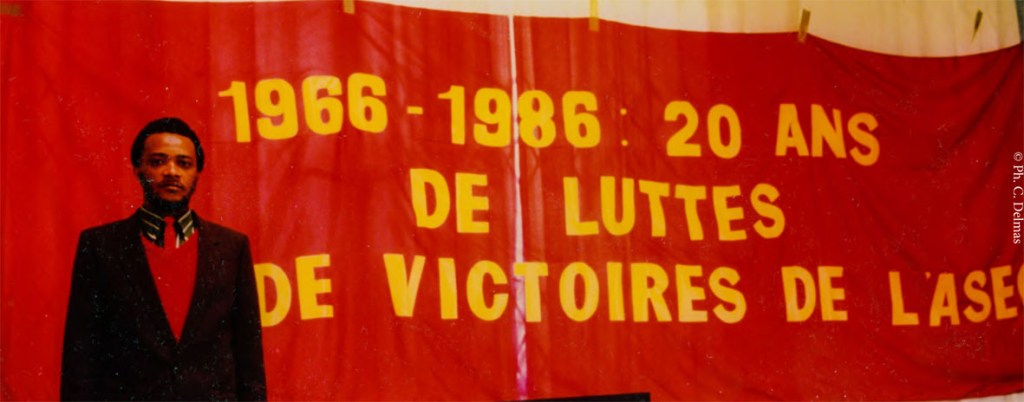 1966 - 1986 : 20 ANS
DE LUTTES
DE VICTOIRES DE L'ASEC
© Ph. C. Delmas